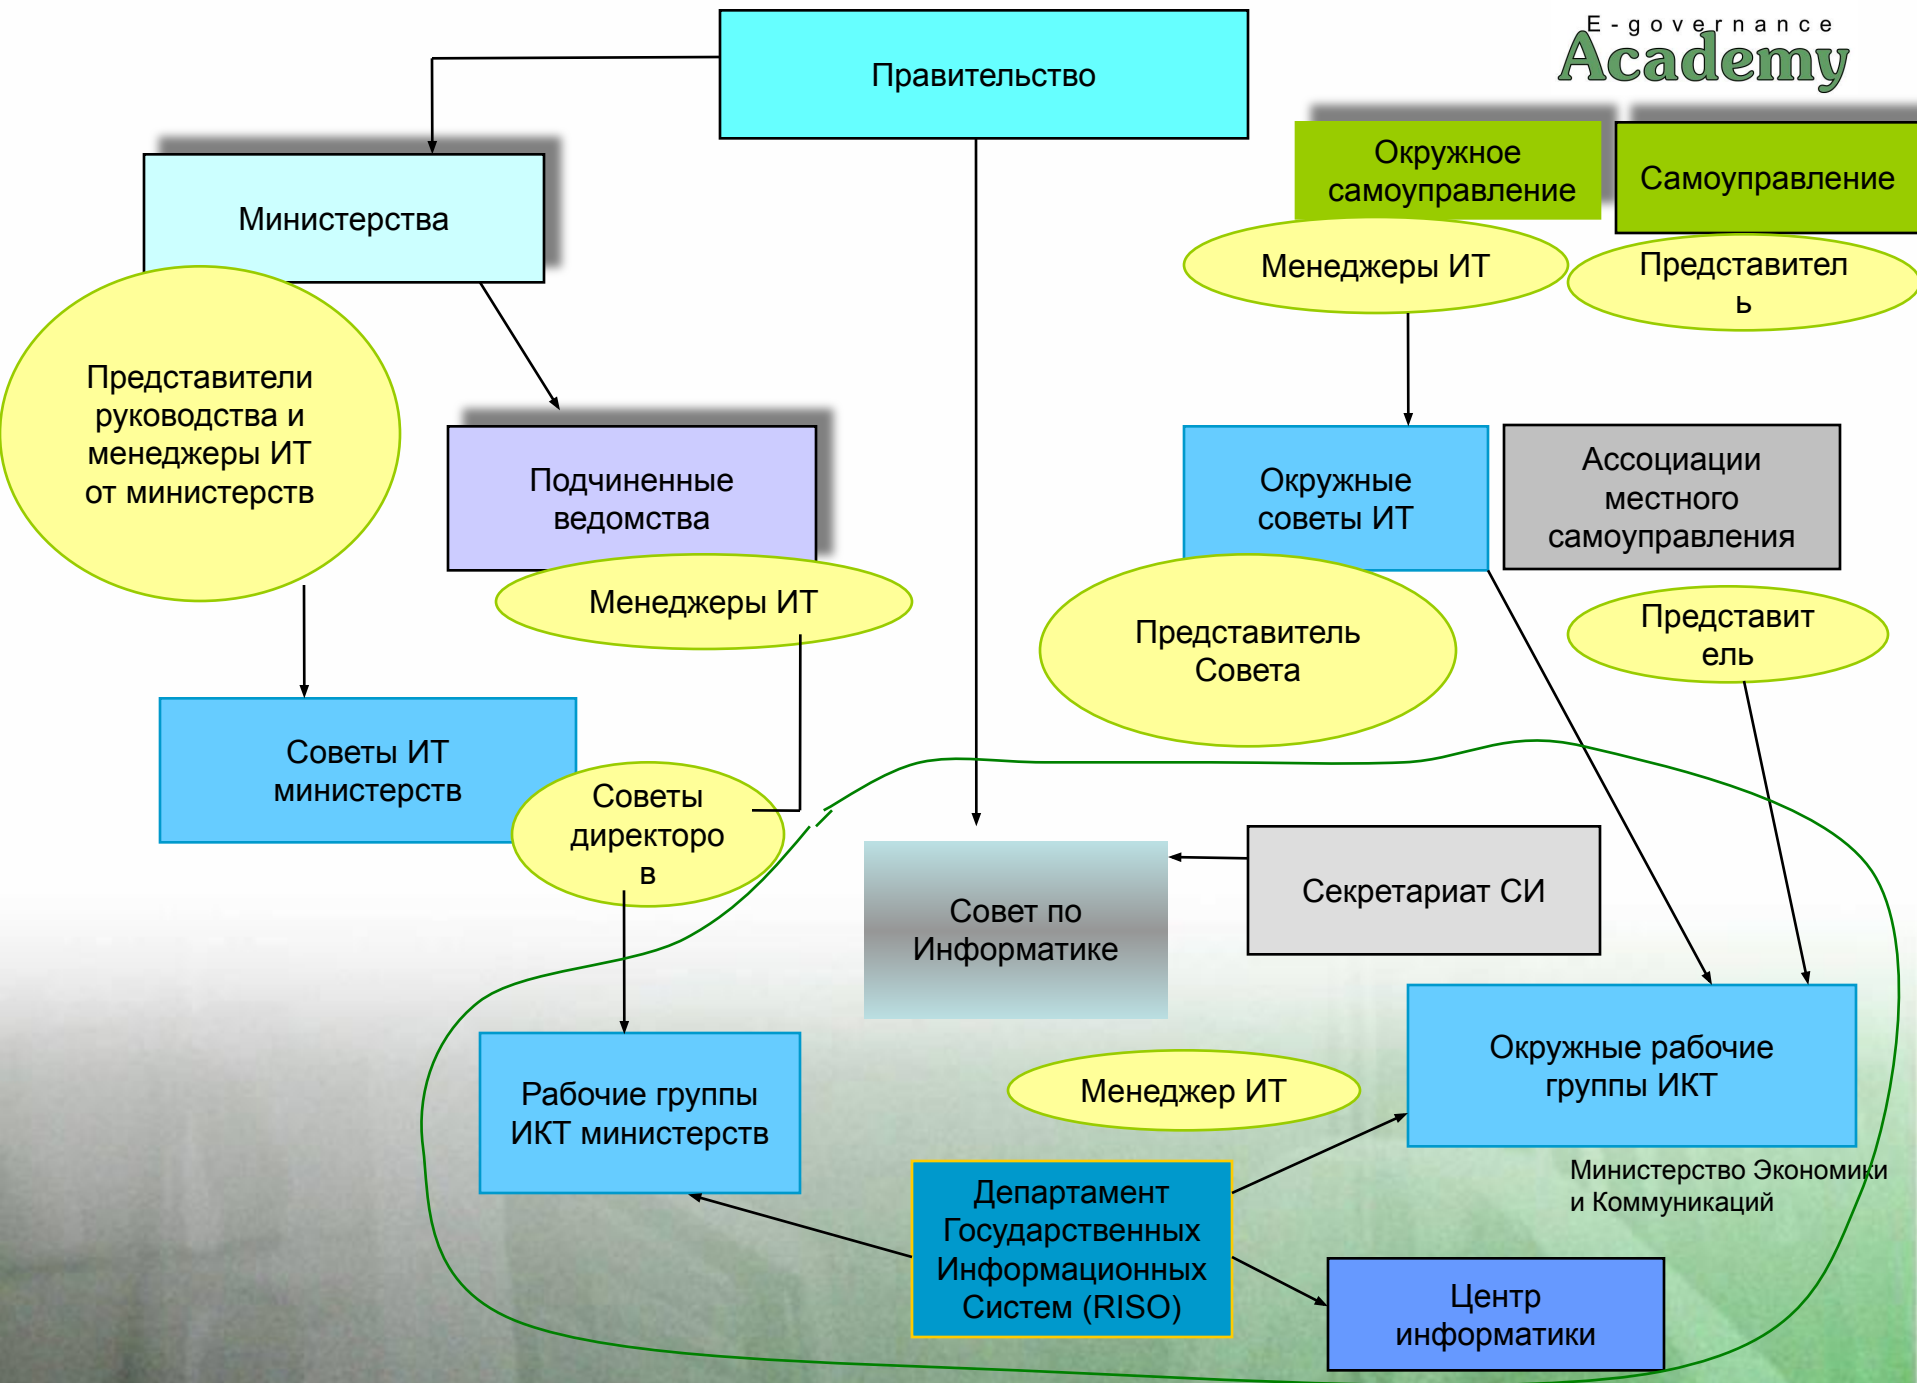 E-governance
Academy
Правительство
Окружное
самоуправление
Самоуправление
Министерства
Менеджеры ИТ
Представител
ь
Представители
руководства и
менеджеры ИТ
от министерств
Подчиненные
ведомства
Окружные
советы ИТ
Ассоциации
местного
самоуправления
Менеджеры ИТ
Представитель
Совета
Представит
ель
Советы ИТ
министерств
Советы
директоро
в
Совет по
Информатике
Секретариат СИ
Рабочие группы
ИКТ министерств
Менеджер ИТ
Окружные рабочие
группы ИКТ
Министерство Экономики
и Коммуникаций
Департамент
Государственных
Информационных
Систем (RISO)
Центр
информатики